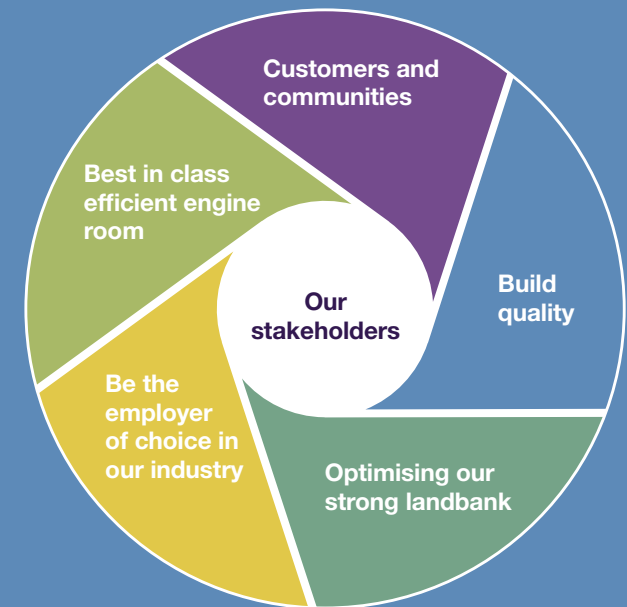 Customers and
communities
Build
quality
Optimising our
strong landbank
Be the
employer
of choice in
our industry
Best in class
efficient engine
room
Our
stakeholders